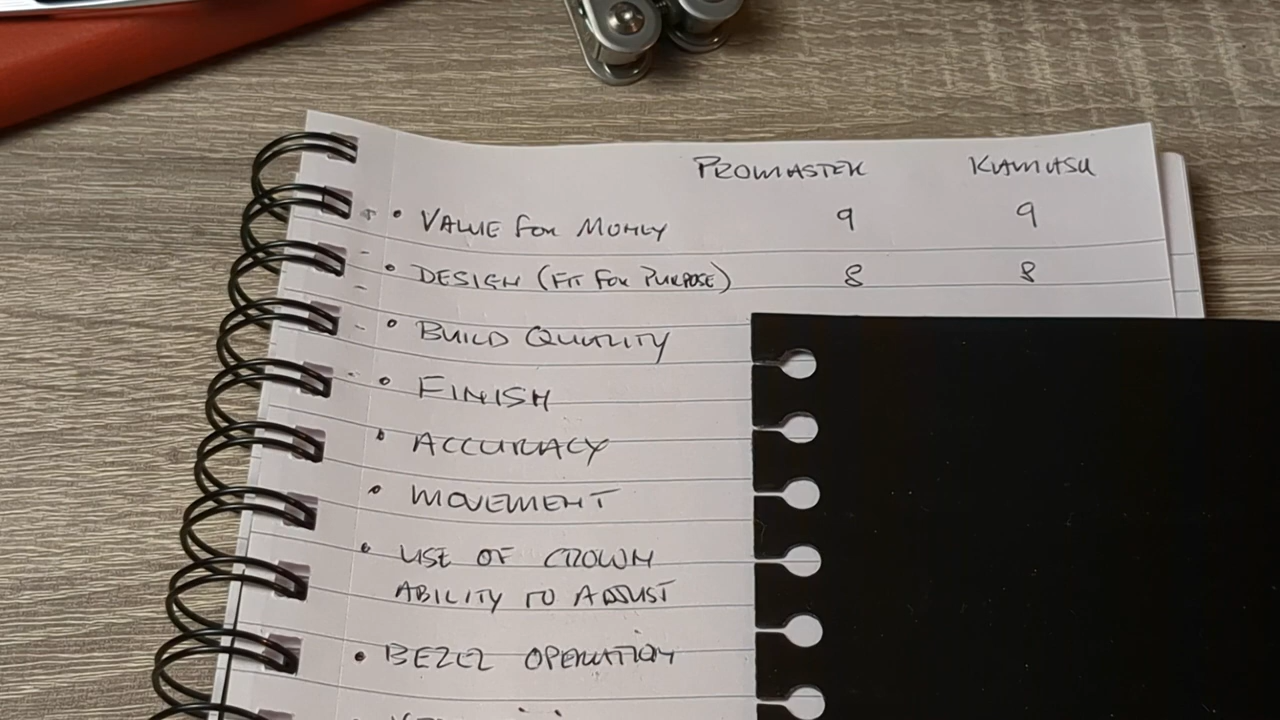 PROMASTER KAMUTSU
• VALUE FOR MONEY 9 9
• DESIGN (FIT FOR PURPOSE) 8 8
• BUILD QUALITY
• FINISH
• ACCURACY
• MOVEMENT
• USE OF CROWN
ABILITY TO ADJUST
• BEZEL OPERATION